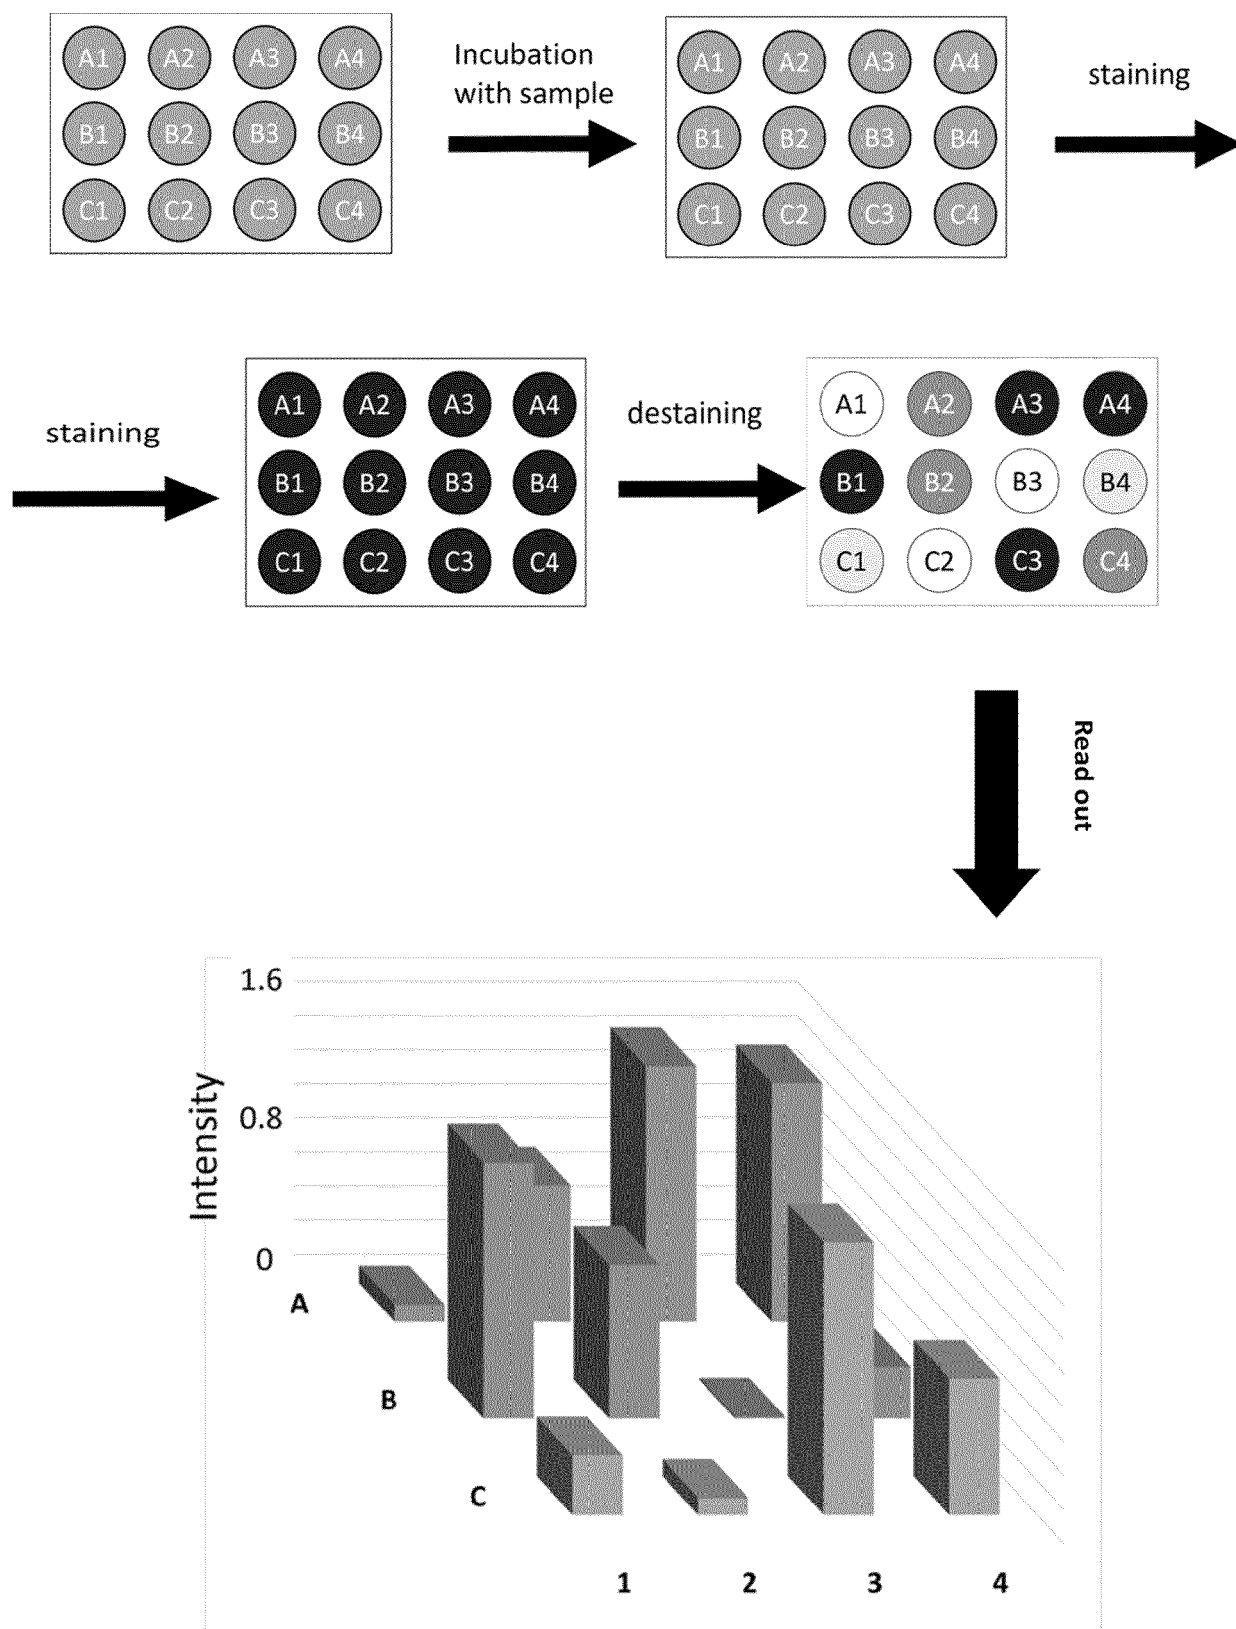 A1 A2 A3 A4
B1 B2 B3 B4
C1 C2 C3 C4
Incubation
with sample
A1 A2 A3 A4
B1 B2 B3 B4
C1 C2 C3 C4
staining
staining
A1 A2 A3 A4
B1 B2 B3 B4
C1 C2 C3 C4
destaining
A1 A2 A3 A4
B1 B2 B3 B4
C1 C2 C3 C4
Read out
Intensity
1.6
0.8
0
A
B
C
1 2 3 4